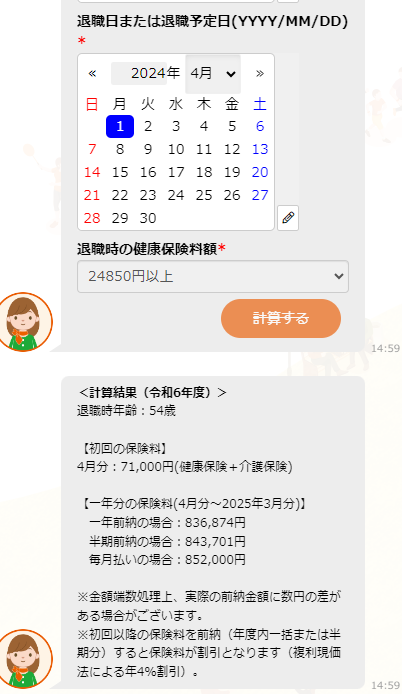 退職日または退職予定日(YYYY/MM/DD)
*
« 2024年 4月 »
日 月 火 水 木 金 土
1 2 3 4 5 6
7 8 9 10 11 12 13
14 15 16 17 18 19 20
21 22 23 24 25 26 27
28 29 30
退職時の健康保険料額*
24850円以上
計算する
14:59
＜計算結果（令和6年度）＞
退職時年齢：54歳
【初回の保険料】
4月分：71,000円(健康保険＋介護保険)
【一年分の保険料(4月分～2025年3月分)】
一年前納の場合：836,874円
半期前納の場合：843,701円
毎月払いの場合：852,000円
※金額端数処理上、実際の前納金額に数円の差が
ある場合がございます。
※初回以降の保険料を前納（年度内一括または半
期分）すると保険料が割引となります（複利現価
法による年4%割引）。
14:59